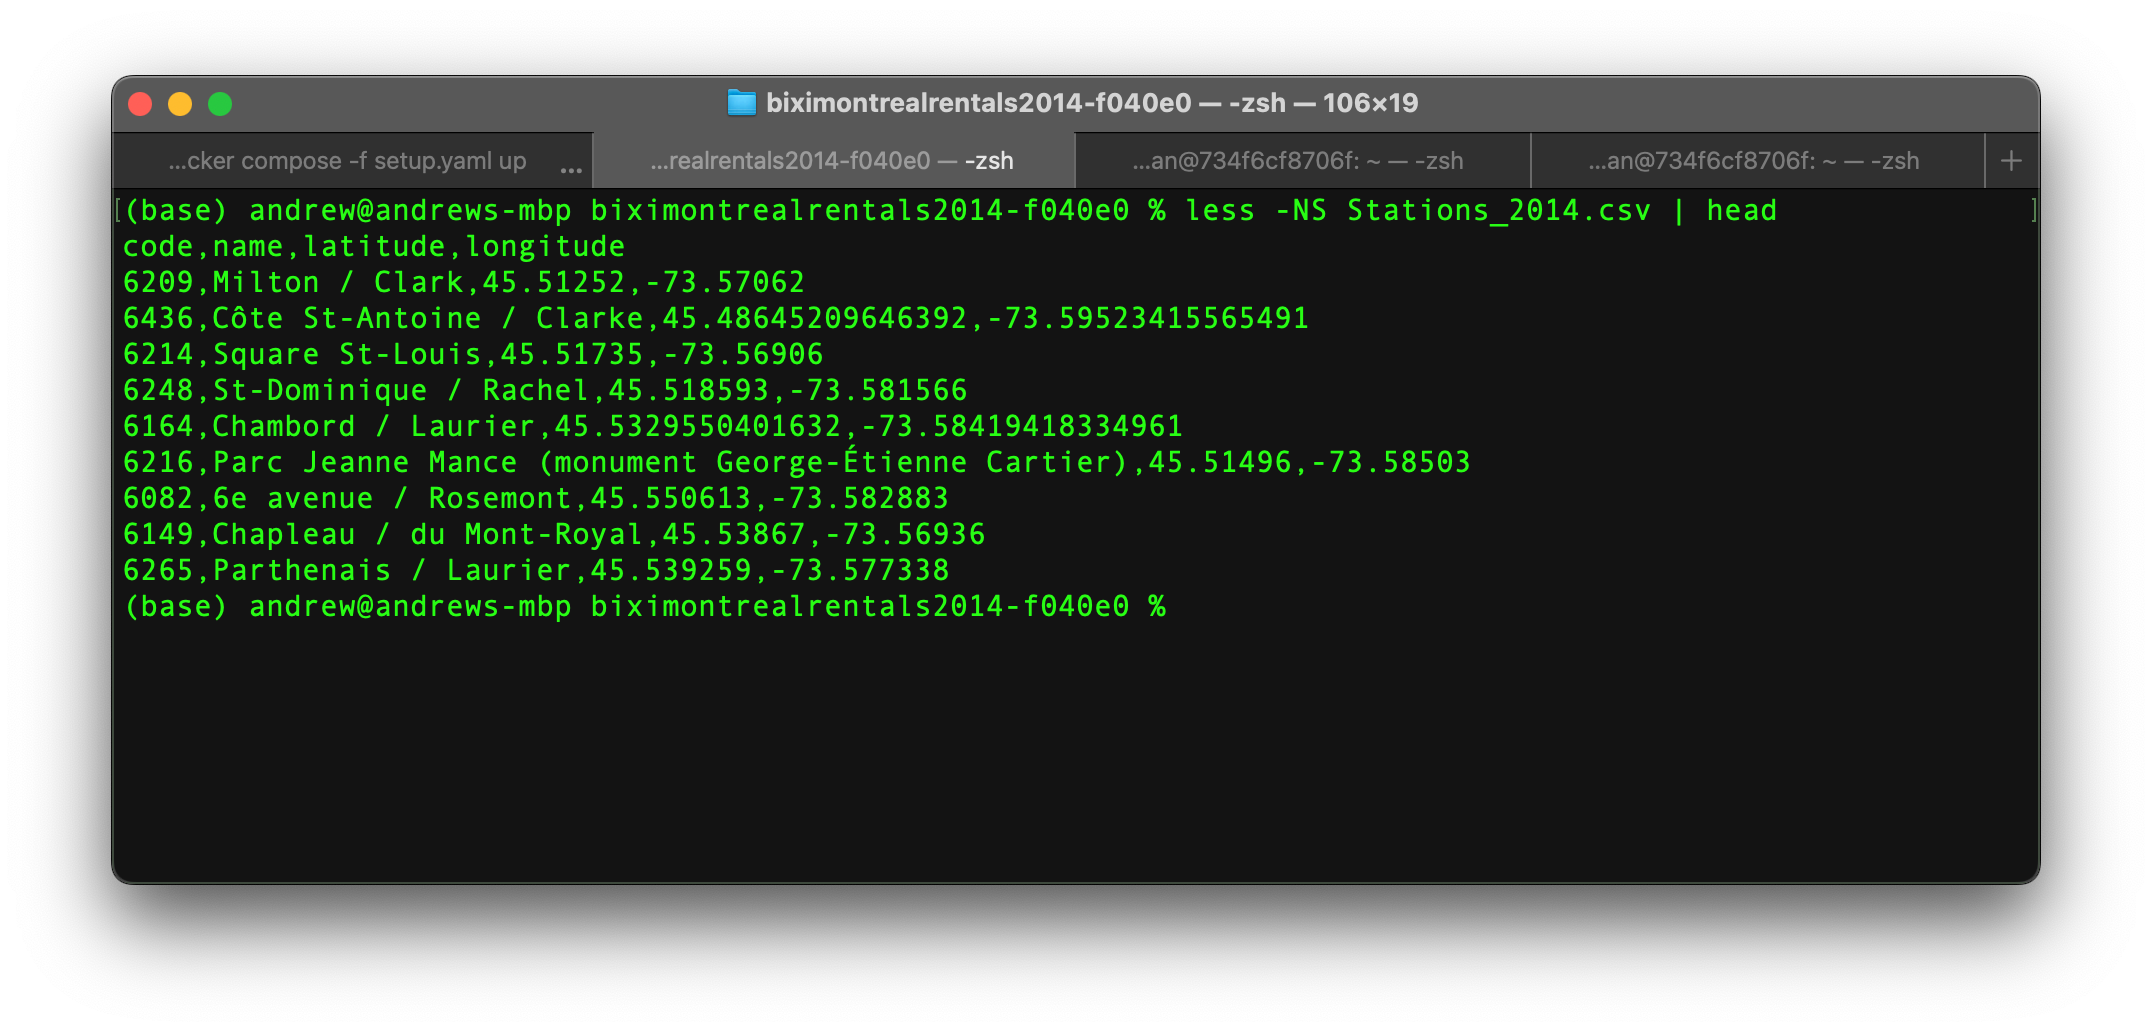 biximontrealrentals2014-f040e0 — -zsh — 106×19
...cker compose -f setup.yaml up ...
...realrentals2014-f040e0 — -zsh
...an@734f6cf8706f: ~ — -zsh
...an@734f6cf8706f: ~ — -zsh
+
[(base) andrew@andrews-mbp biximontrealrentals2014-f040e0 % less -NS Stations_2014.csv | head ]
code,name,latitude,longitude
6209,Milton / Clark,45.51252,-73.57062
6436,Côte St-Antoine / Clarke,45.48645209646392,-73.59523415565491
6214,Square St-Louis,45.51735,-73.56906
6248,St-Dominique / Rachel,45.518593,-73.581566
6164,Chambord / Laurier,45.5329550401632,-73.58419418334961
6216,Parc Jeanne Mance (monument George-Étienne Cartier),45.51496,-73.58503
6082,6e avenue / Rosemont,45.550613,-73.582883
6149,Chapleau / du Mont-Royal,45.53867,-73.56936
6265,Parthenais / Laurier,45.539259,-73.577338
(base) andrew@andrews-mbp biximontrealrentals2014-f040e0 %